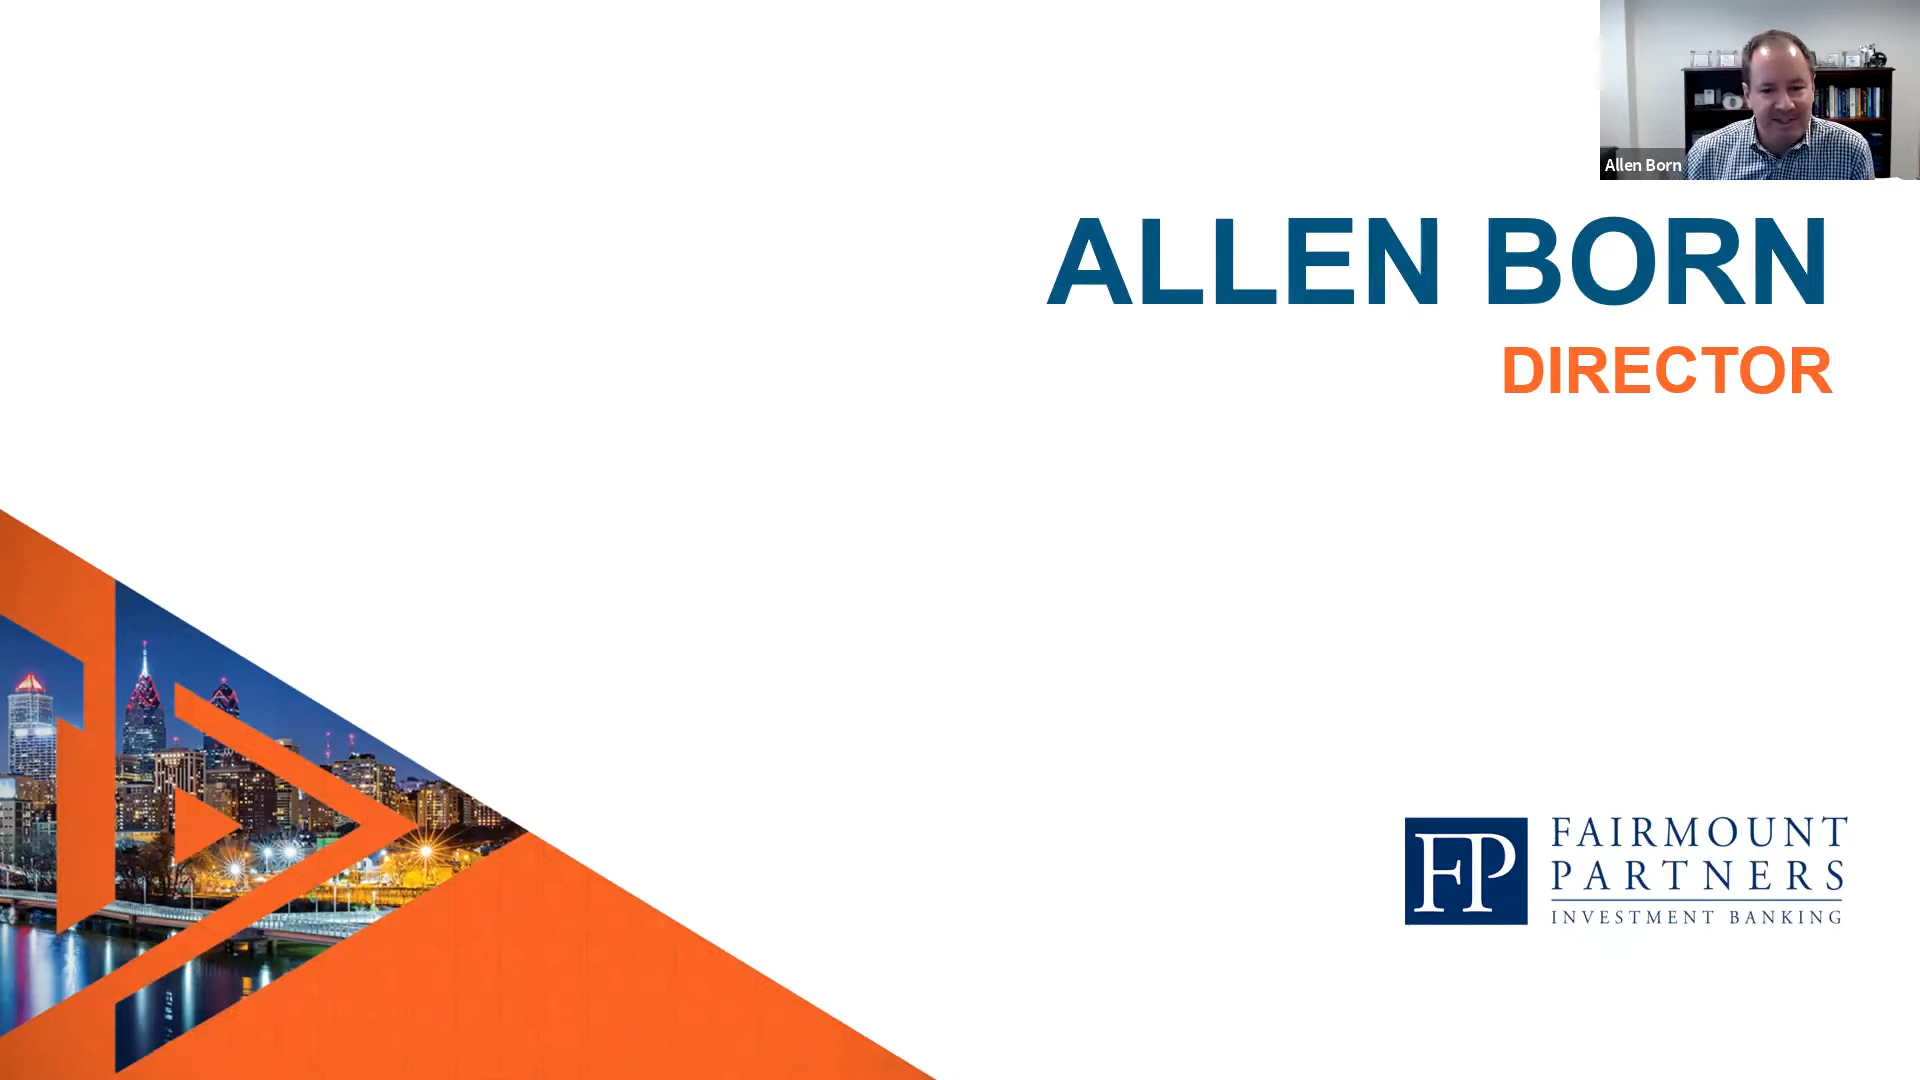 Allen Born
ALLEN BORN
DIRECTOR
FP
FAIRMOUNT
PARTNERS
INVESTMENT BANKING